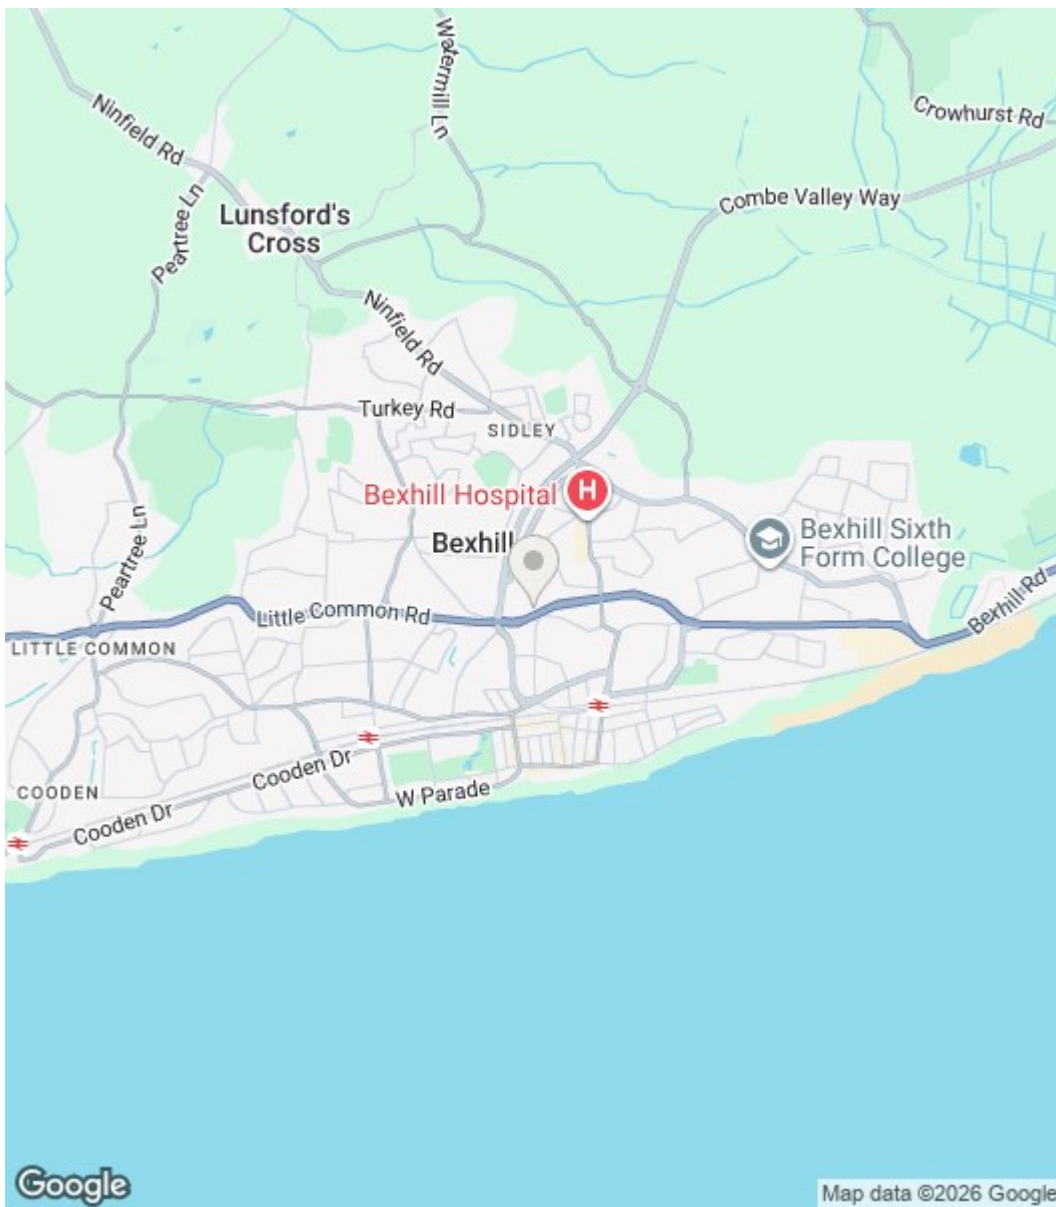 Watermill Ln
Ninfield Rd
Crowhurst Rd
Combe Valley Way
Peartree Ln
Lunsford's
Cross
Ninfield Rd
Turkey Rd
SIDLEY
Bexhill Hospital
H
Bexhill
Bexhill Sixth
Form College
Peartree Ln
Bexhill Rd
Little Common Rd
LITTLE COMMON
Cooden Dr
COODEN
W Parade
Cooden Dr
Google
Map data ©2026 Google